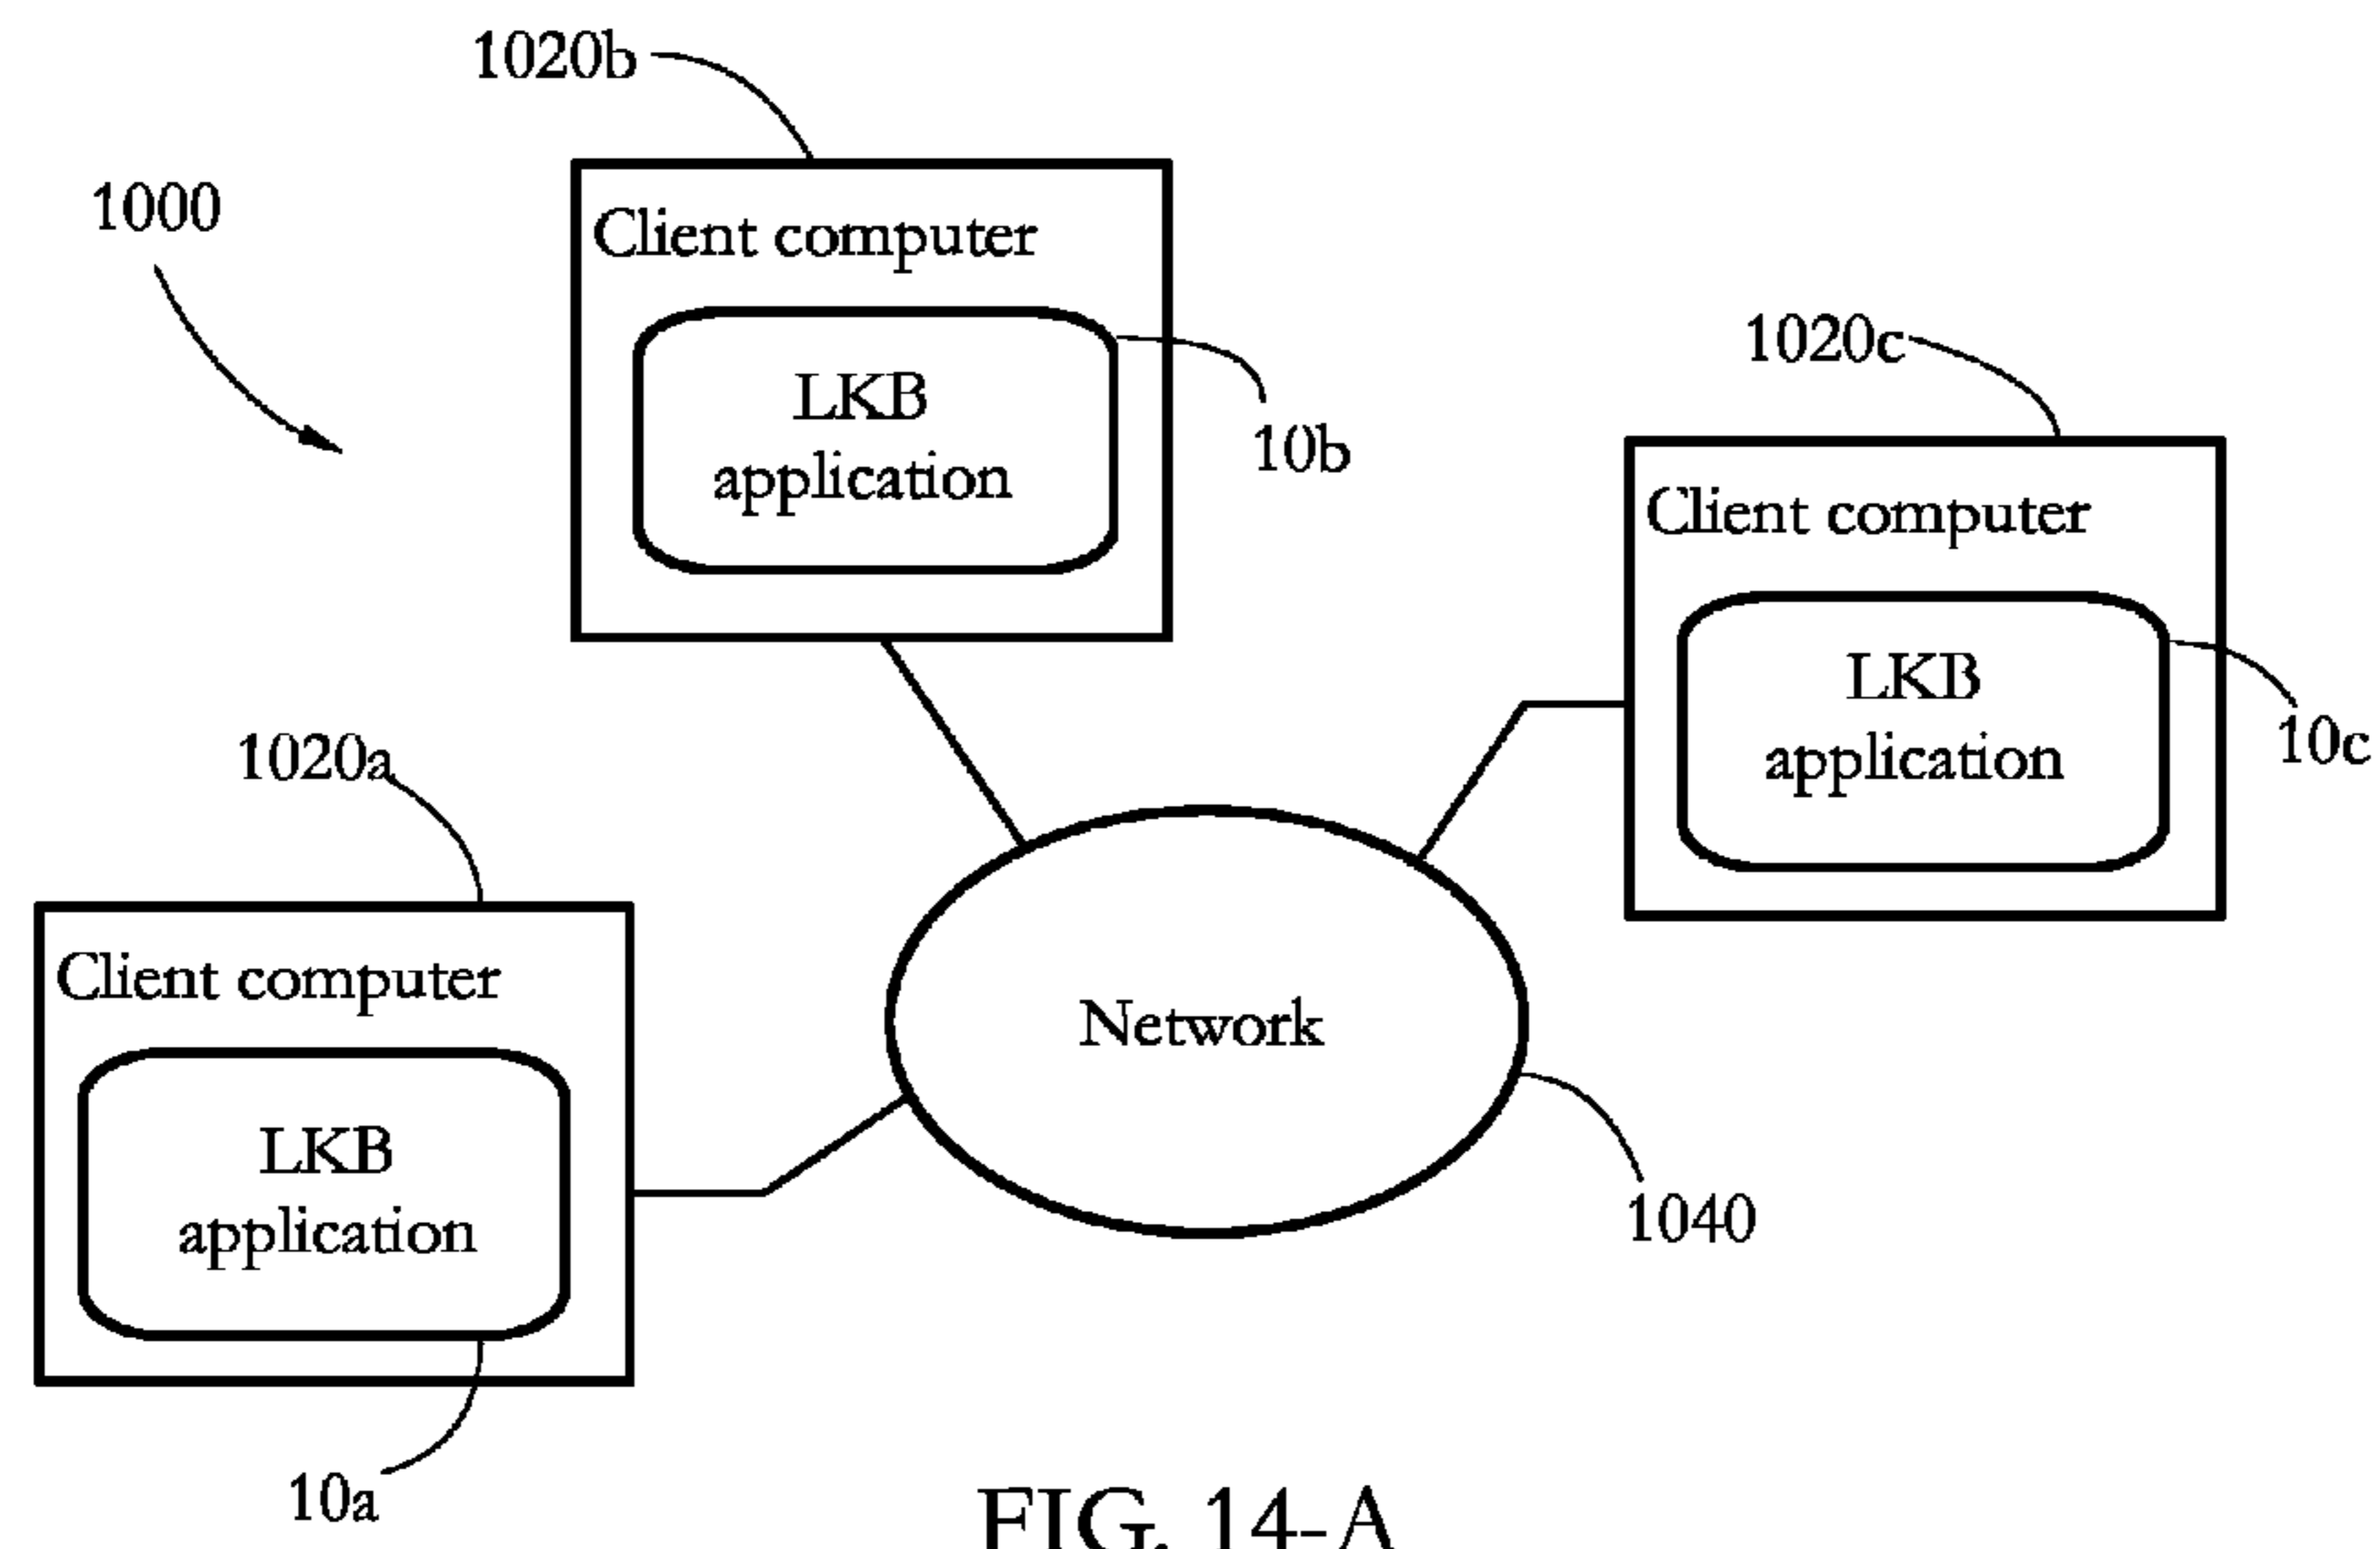 1020b
1000
Client computer
LKB
application
10b
1020c
Client computer
LKB
application
10c
1020a
Client computer
LKB
application
10a
Network
1040
FIG. 14-A